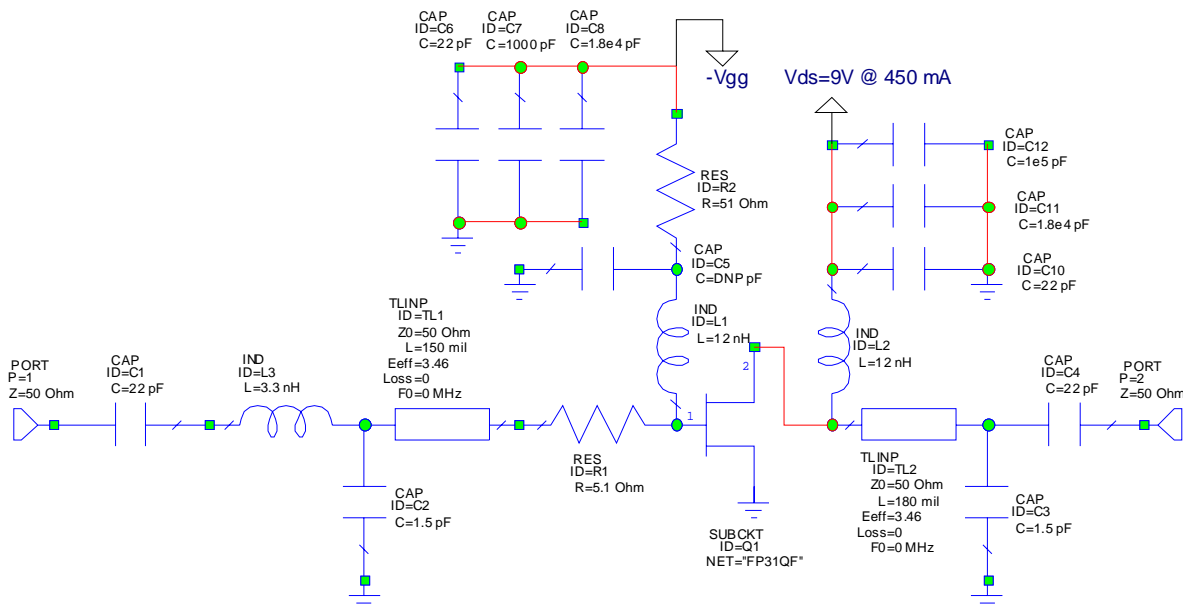 CAP
ID=C6
C=22 pF
CAP
ID=C7
C=1000 pF
CAP
ID=C8
C=1.8e4 pF
-Vgg
Vds=9V @ 450 mA
CAP
ID=C12
C=1e5 pF
RES
ID=R2
R=51 Ohm
CAP
ID=C11
C=1.8e4 pF
CAP
ID=C5
C=DNP pF
CAP
ID=C10
C=22 pF
TLINP
ID=TL1
Z0=50 Ohm
L=150 mil
Eeff=3.46
Loss=0
F0=0 MHz
IND
ID=L1
L=12 nH
IND
ID=L2
L=12 nH
PORT
P=1
Z=50 Ohm
CAP
ID=C1
C=22 pF
IND
ID=L3
L=3.3 nH
2
1
CAP
ID=C4
C=22 pF
PORT
P=2
Z=50 Ohm
RES
ID=R1
R=5.1 Ohm
TLINP
ID=TL2
Z0=50 Ohm
L=180 mil
Eeff=3.46
Loss=0
F0=0 MHz
CAP
ID=C2
C=1.5 pF
CAP
ID=C3
C=1.5 pF
SUBCKT
ID=Q1
NET="FP31QF"